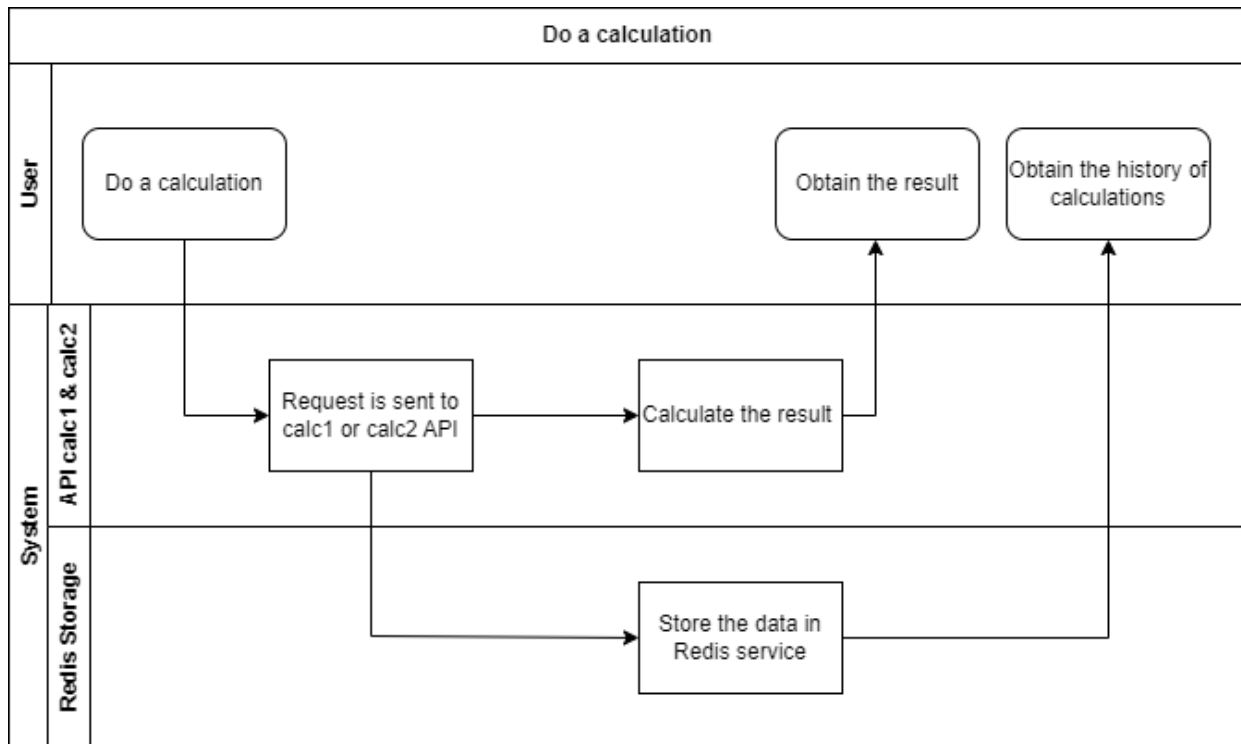 Do a calculation
User
Do a calculation
Obtain the result
Obtain the history of
calculations
System
API calc1 & calc2
Request is sent to
calc1 or calc2 API
Calculate the result
Redis Storage
Store the data in
Redis service